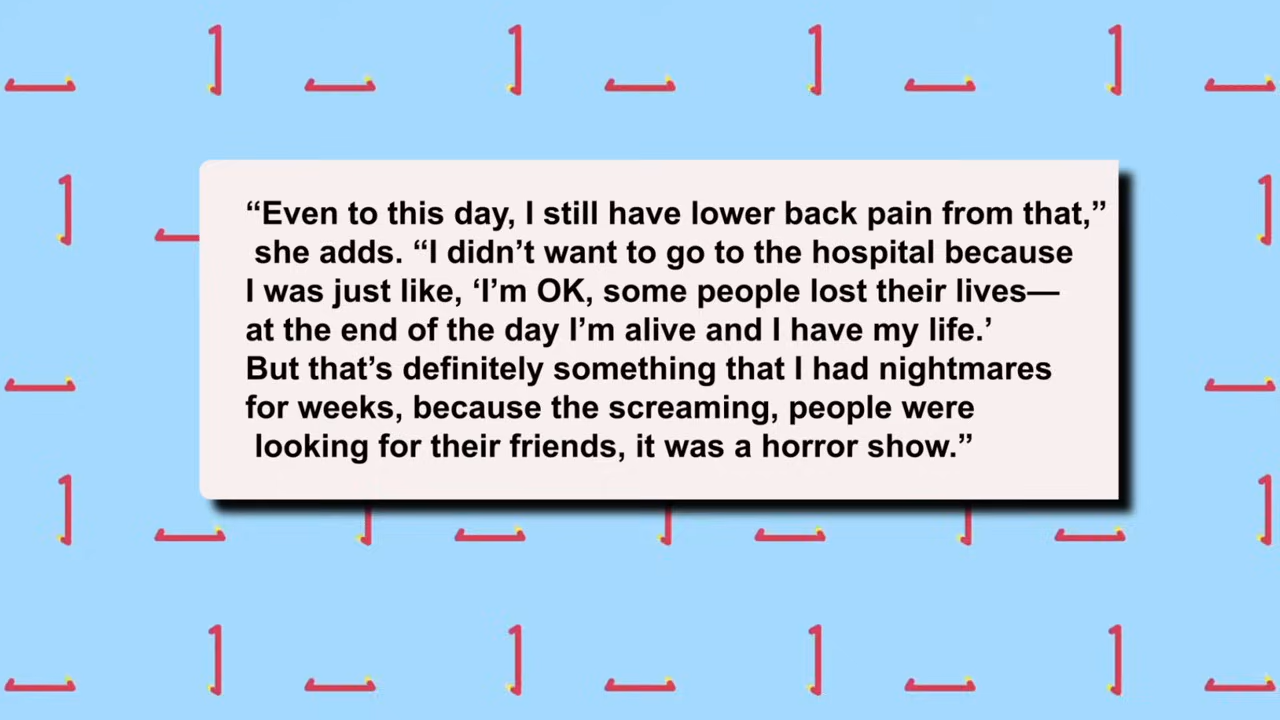 “Even to this day, I still have lower back pain from that,”
she adds. “I didn’t want to go to the hospital because
I was just like, ‘I’m OK, some people lost their lives—
at the end of the day I’m alive and I have my life.’
But that’s definitely something that I had nightmares
for weeks, because the screaming, people were
looking for their friends, it was a horror show.”